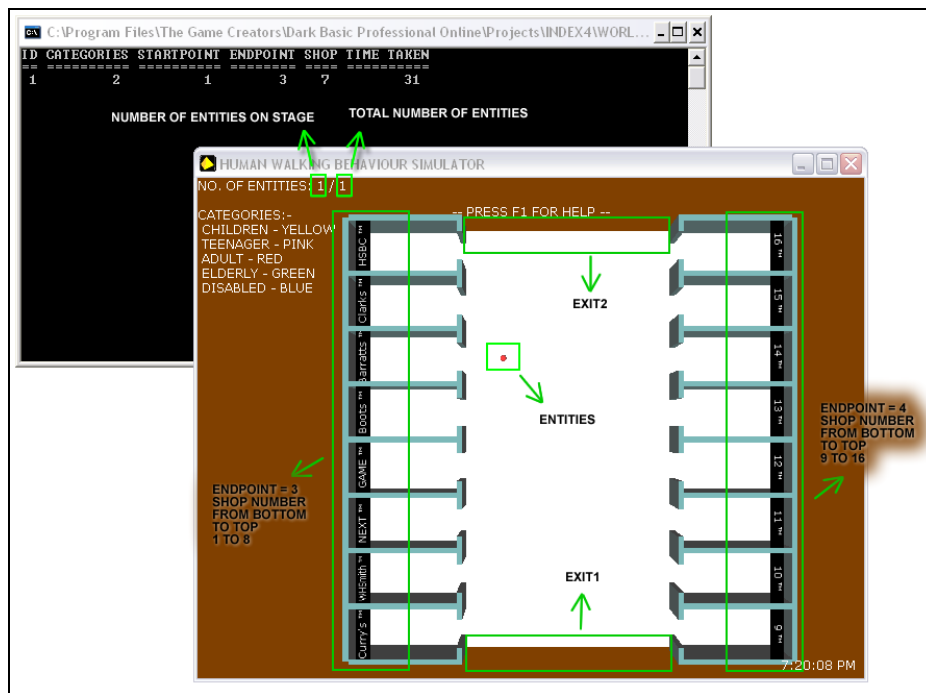 C:\Program Files\The Game Creators\Dark Basic Professional Online\Projects\INDEX4\WORL...
ID CATEGORIES STARTPOINT ENDPOINT SHOP TIME TAKEN
== ========== ========== ======== ==== ==========
1 2 1 3 7 31
NUMBER OF ENTITIES ON STAGE
TOTAL NUMBER OF ENTITIES
HUMAN WALKING BEHAVIOUR SIMULATOR
NO. OF ENTITIES: 1 / 1
-- PRESS F1 FOR HELP --
CATEGORIES:-
CHILDREN - YELLOW
TEENAGER - PINK
ADULT - RED
ELDERLY - GREEN
DISABLED - BLUE
HSBC ™
Clarks ™
Barratts ™
Boots ™
GAME ™
NEXT ™
WHSmith ™
Curry's ™
EXIT2
ENTITIES
EXIT1
16 ™
15 ™
14 ™
13 ™
12 ™
11 ™
10 ™
9 ™
ENDPOINT = 3
SHOP NUMBER
FROM BOTTOM
TO TOP
1 TO 8
ENDPOINT = 4
SHOP NUMBER
FROM BOTTOM
TO TOP
9 TO 16
7:20:08 PM